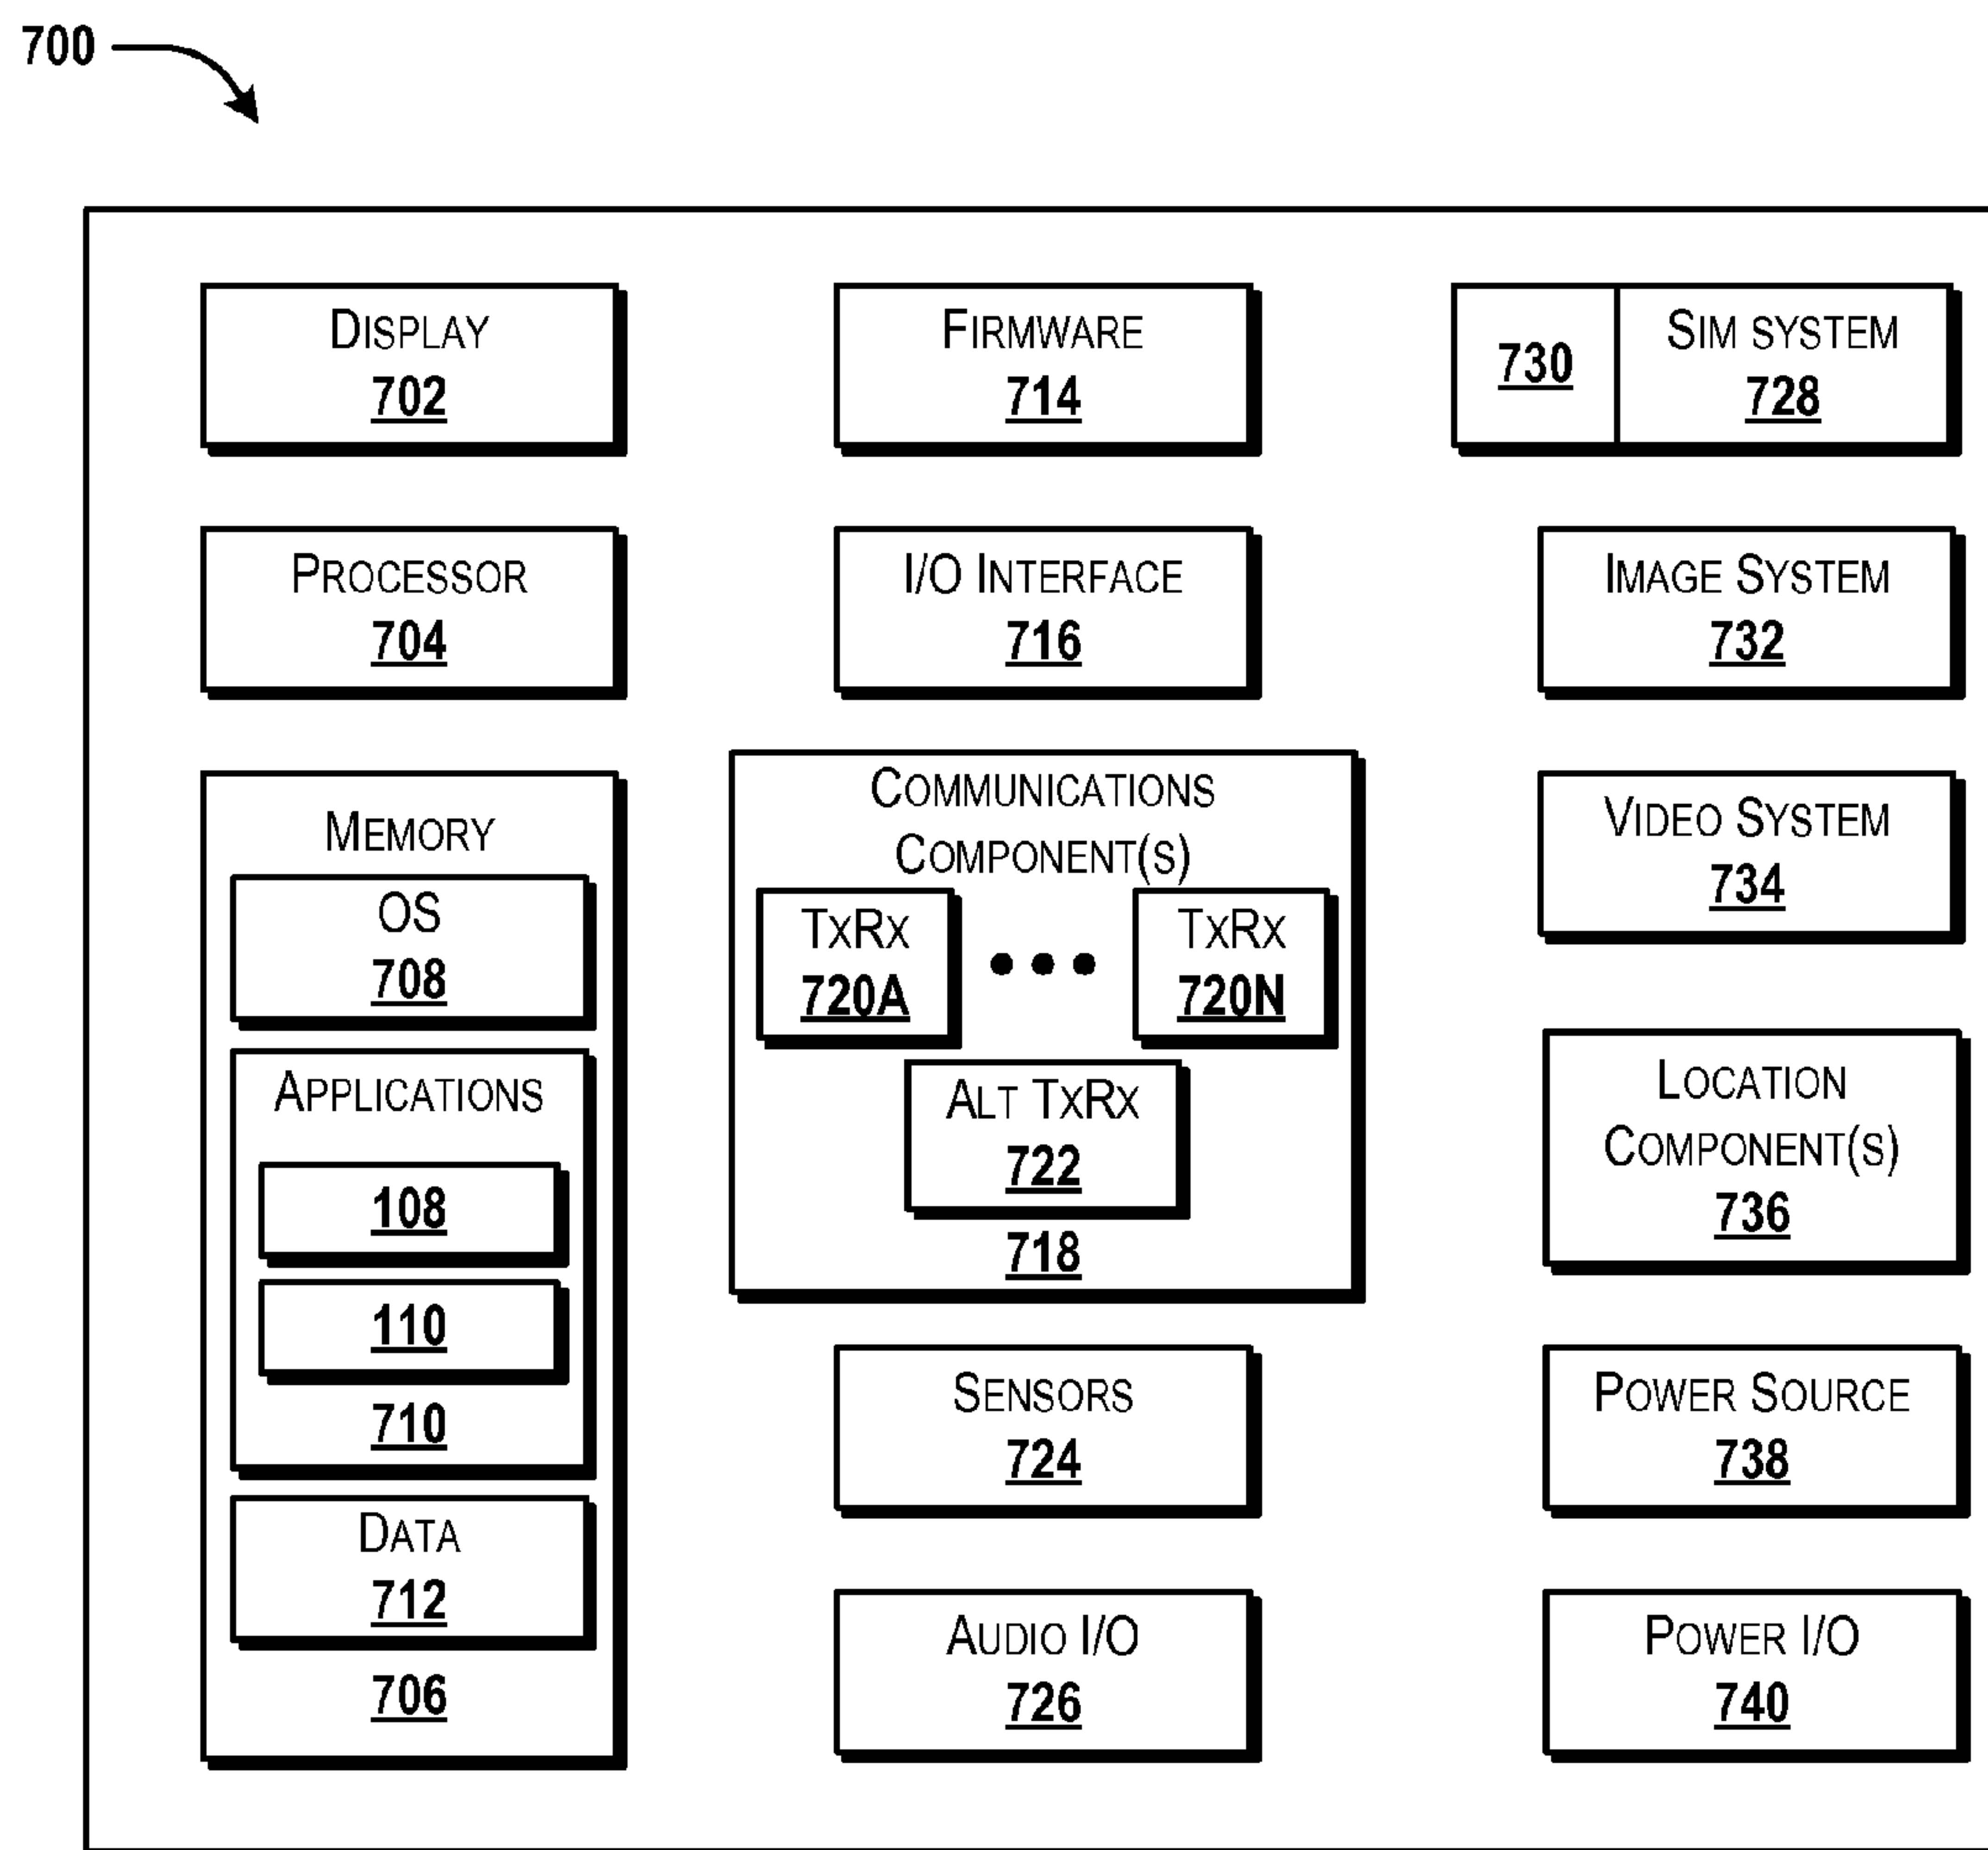 700
DISPLAY
702
PROCESSOR
704
MEMORY
OS
708
APPLICATIONS
108
110
710
DATA
712
706
FIRMWARE
714
I/O INTERFACE
716
COMMUNICATIONS
COMPONENT(S)
TXRX
720A
TXRX
720N
ALT TXRX
722
718
SENSORS
724
AUDIO I/O
726
730
SIM SYSTEM
728
IMAGE SYSTEM
732
VIDEO SYSTEM
734
LOCATION
COMPONENT(S)
736
POWER SOURCE
738
POWER I/O
740